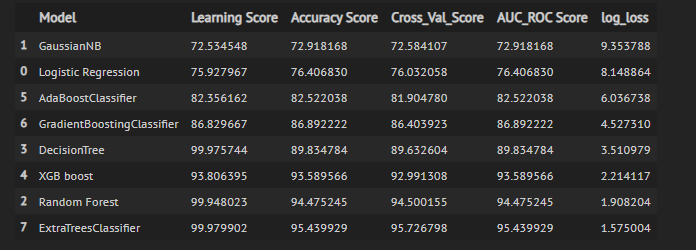 Model Learning Score Accuracy Score Cross_Val_Score AUC_ROC Score log_loss
1 GaussianNB 72.534548 72.918168 72.584107 72.918168 9.353788
0 Logistic Regression 75.927967 76.406830 76.032058 76.406830 8.148864
5 AdaBoostClassifier 82.356162 82.522038 81.904780 82.522038 6.036738
6 GradientBoostingClassifier 86.829667 86.892222 86.403923 86.892222 4.527310
3 DecisionTree 99.975744 89.834784 89.632604 89.834784 3.510979
4 XGB boost 93.806395 93.589566 92.991308 93.589566 2.214117
2 Random Forest 99.948023 94.475245 94.500155 94.475245 1.908204
7 ExtraTreesClassifier 99.979902 95.439929 95.726798 95.439929 1.575004